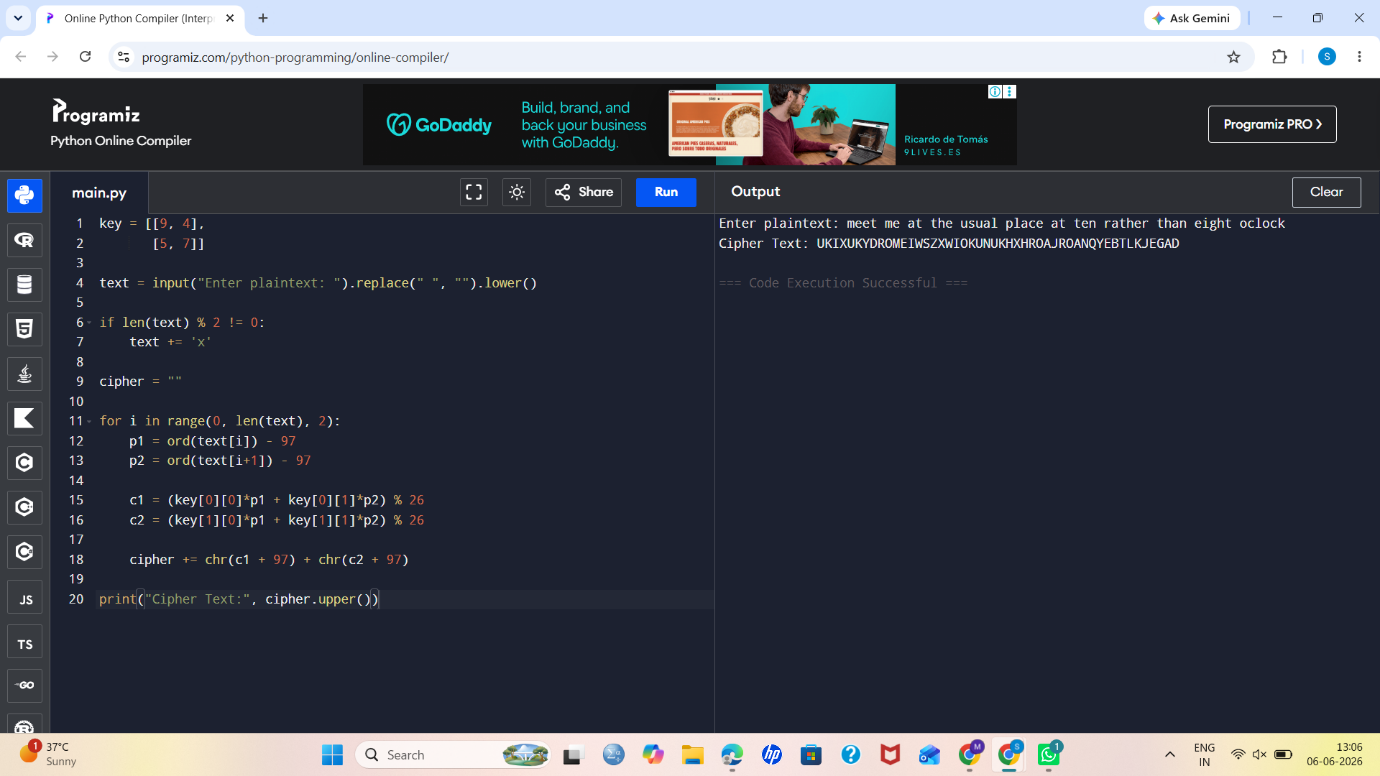 Online Python Compiler (Interp
Ask Gemini
programiz.com/python-programming/online-compiler/
S
Programiz
Python Online Compiler
GoDaddy
Build, brand, and
back your business
with GoDaddy.
Ricardo de Tomás
9LIVES.ES
Programiz PRO >
main.py
Share
Run
Output
Clear
1 key = [[9, 4],
2        [5, 7]]
3
4 text = input("Enter plaintext: ").replace(" ", "").lower()
5
6 if len(text) % 2 != 0:
7     text += 'x'
8
9 cipher = ""
10
11 for i in range(0, len(text), 2):
12     p1 = ord(text[i]) - 97
13     p2 = ord(text[i+1]) - 97
14
15     c1 = (key[0][0]*p1 + key[0][1]*p2) % 26
16     c2 = (key[1][0]*p1 + key[1][1]*p2) % 26
17
18     cipher += chr(c1 + 97) + chr(c2 + 97)
19
20 print("Cipher Text:", cipher.upper())
Enter plaintext: meet me at the usual place at ten rather than eight oclock
Cipher Text: UKIXUKYDROMEIWSZXWIOKUNUKHXHROAJROANQYEBTLKJEGAD
=== Code Execution Successful ===
JS
TS
GO
1
37°C
Sunny
Search
hp
M
S
1
ENG
IN
13:06
06-06-2026